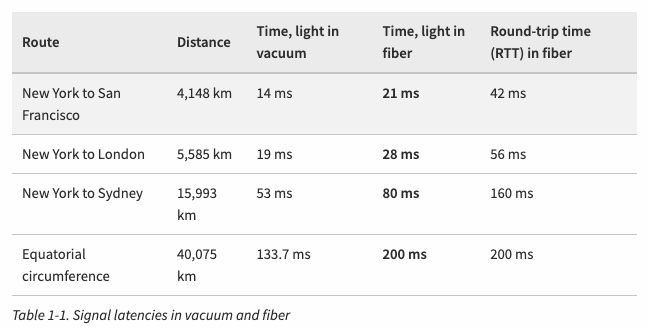 Route Distance Time, light in vacuum Time, light in fiber Round-trip time (RTT) in fiber
New York to San Francisco 4,148 km 14 ms 21 ms 42 ms
New York to London 5,585 km 19 ms 28 ms 56 ms
New York to Sydney 15,993 km 53 ms 80 ms 160 ms
Equatorial circumference 40,075 km 133.7 ms 200 ms 200 ms
Table 1-1. Signal latencies in vacuum and fiber